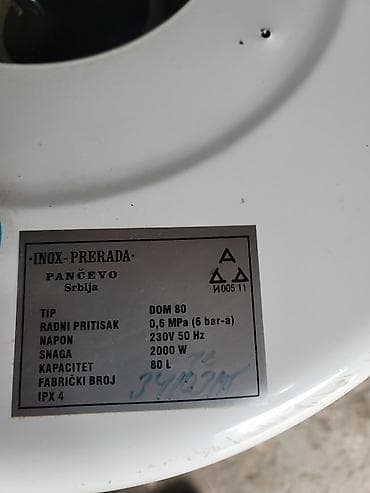 ·INOX-PRERADA·
PANČEVO
Srbija
A
A A
И005 11
TIP DOM 80
RADNI PRITISAK 0,6 MPa (6 bar-a)
NAPON 230V 50 Hz
SNAGA 2000 W
KAPACITET 80 L
FABRIČKI BROJ
IPX 4